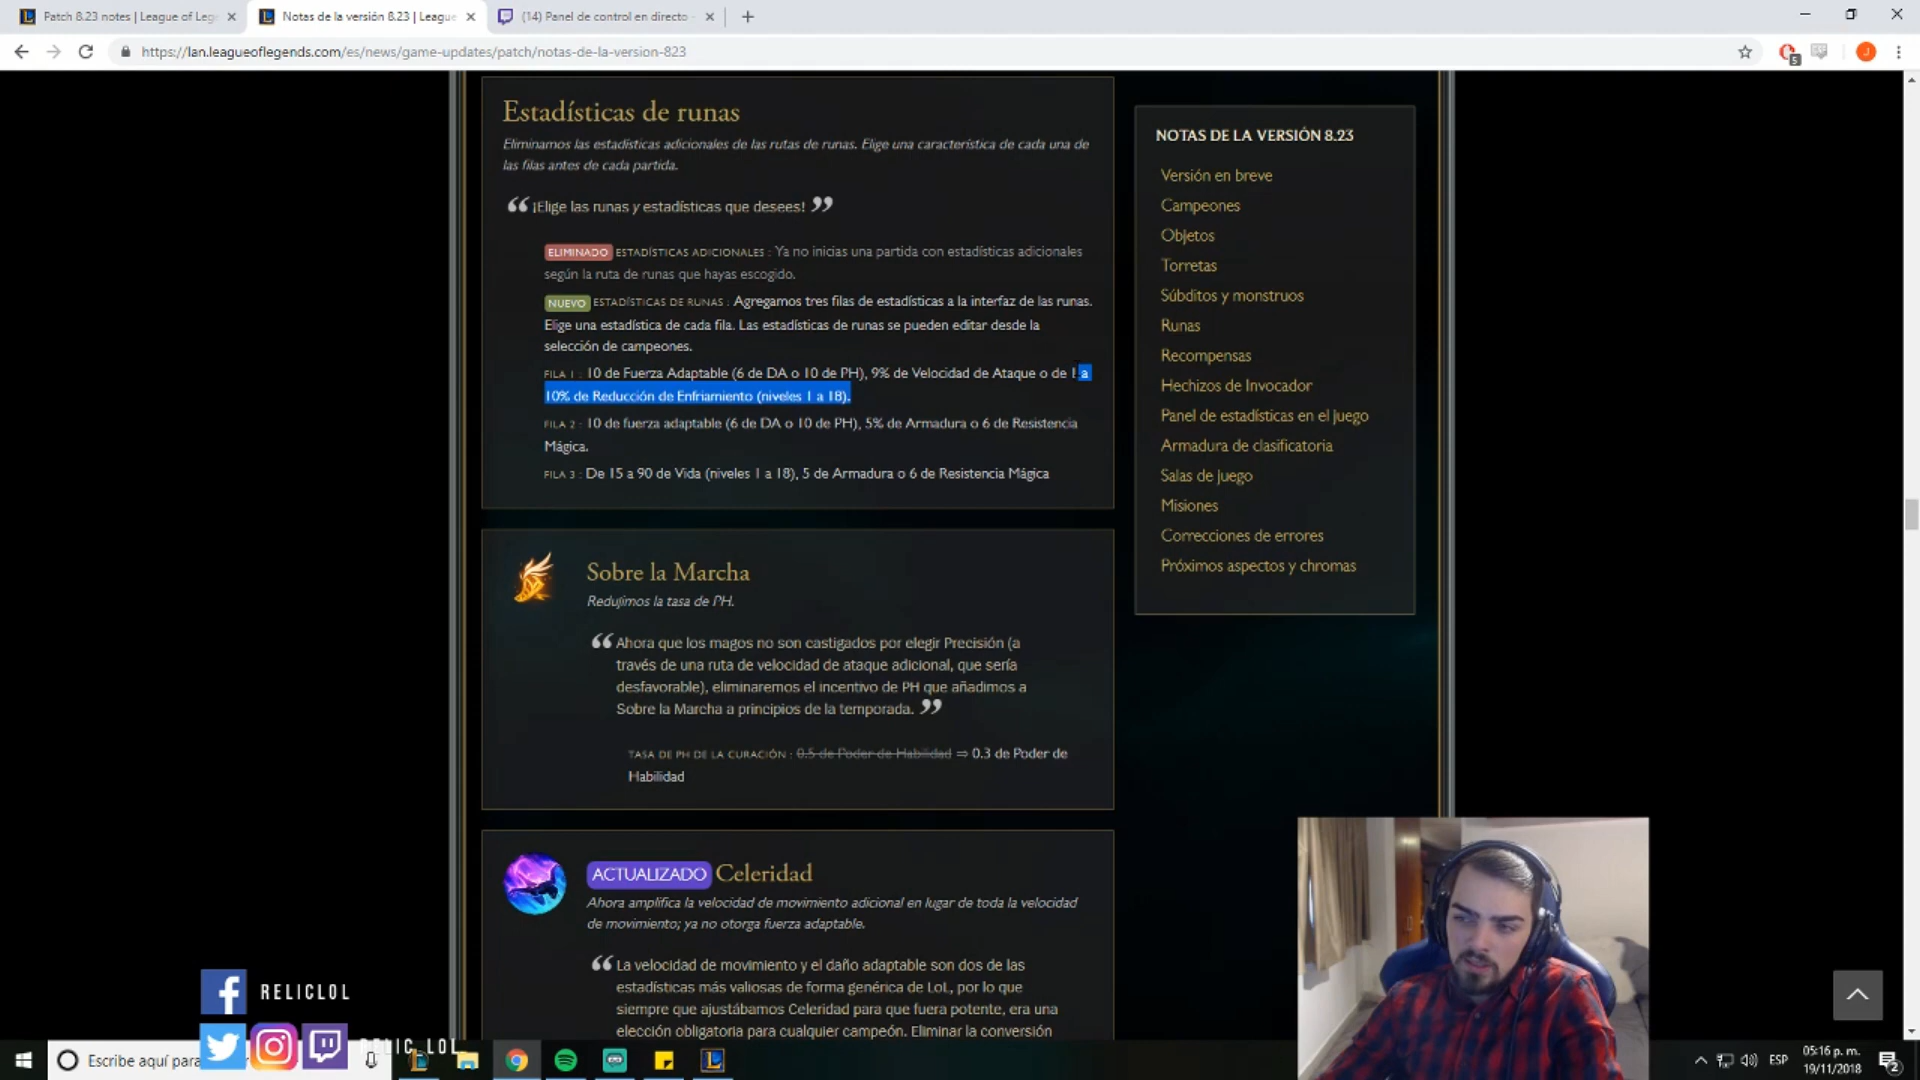 Patch 8.23 notes | League of Leg
Notas de la versión 8.23 | League
(14) Panel de control en directo
https://lan.leagueoflegends.com/es/news/game-updates/patch/notas-de-la-version-823
5
J
Estadísticas de runas
Eliminamos las estadísticas adicionales de las rutas de runas. Elige una característica de cada una de
las filas antes de cada partida.
“ ¡Elige las runas y estadísticas que desees! ”
ELIMINADO ESTADÍSTICAS ADICIONALES : Ya no inicias una partida con estadísticas adicionales
según la ruta de runas que hayas escogido.
NUEVO ESTADÍSTICAS DE RUNAS : Agregamos tres filas de estadísticas a la interfaz de las runas.
Elige una estadística de cada fila. Las estadísticas de runas se pueden editar desde la
selección de campeones.
FILA 1 : 10 de Fuerza Adaptable (6 de DA o 10 de PH), 9% de Velocidad de Ataque o de 1 a
10% de Reducción de Enfriamiento (niveles 1 a 18).
FILA 2 : 10 de fuerza adaptable (6 de DA o 10 de PH), 5% de Armadura o 6 de Resistencia
Mágica.
FILA 3 : De 15 a 90 de Vida (niveles 1 a 18), 5 de Armadura o 6 de Resistencia Mágica
Sobre la Marcha
Redujimos la tasa de PH.
“ Ahora que los magos no son castigados por elegir Precisión (a
través de una ruta de velocidad de ataque adicional, que sería
desfavorable), eliminaremos el incentivo de PH que añadimos a
Sobre la Marcha a principios de la temporada. ”
TASA DE PH DE LA CURACIÓN : 0.5 de Poder de Habilidad ⇒ 0.3 de Poder de
Habilidad
ACTUALIZADO Celeridad
Ahora amplifica la velocidad de movimiento adicional en lugar de toda la velocidad
de movimiento; ya no otorga fuerza adaptable.
“ La velocidad de movimiento y el daño adaptable son dos de las
estadísticas más valiosas de forma genérica de LoL, por lo que
siempre que ajustábamos Celeridad para que fuera potente, era una
elección obligatoria para cualquier campeón. Eliminar la conversión
NOTAS DE LA VERSIÓN 8.23
Versión en breve
Campeones
Objetos
Torretas
Súbditos y monstruos
Runas
Recompensas
Hechizos de Invocador
Panel de estadísticas en el juego
Armadura de clasificatoria
Salas de juego
Misiones
Correcciones de errores
Próximos aspectos y chromas
RELICLOL
RELIC_LOL
Escribe aquí para
ESP
05:16 p. m.
19/11/2018
2